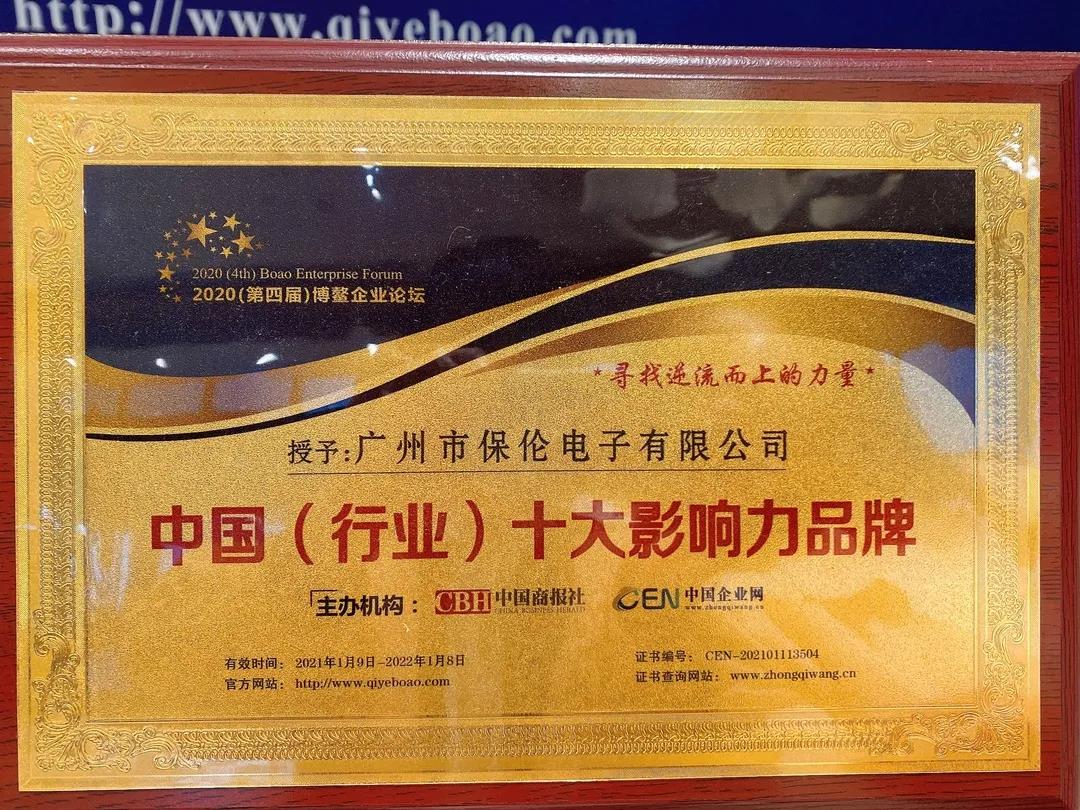 http://www.qiyeboao.com
2020 (4th) Boao Enterprise Forum
2020(第四届)博鳌企业论坛
★寻找逆流而上的力量★
授予:广州市保伦电子有限公司
中国（行业）十大影响力品牌
主办机构： CBH 中国商报社 CHINA BUSINESS HERALD CEN 中国企业网 www.zhongqiwang.cn
有效时间： 2021年1月9日-2022年1月8日
官方网站： http://www.qiyeboao.com
证书编号： CEN-202101113504
证书查询网站： www.zhongqiwang.cn